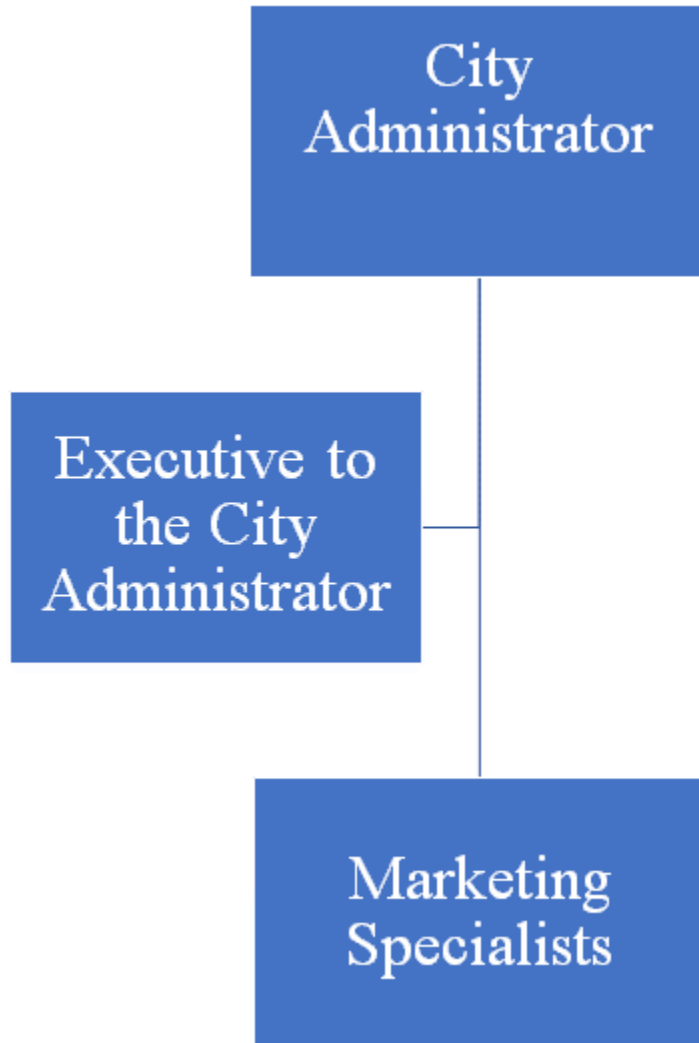 City
Administrator
Executive to
the City
Administrator
Marketing
Specialists